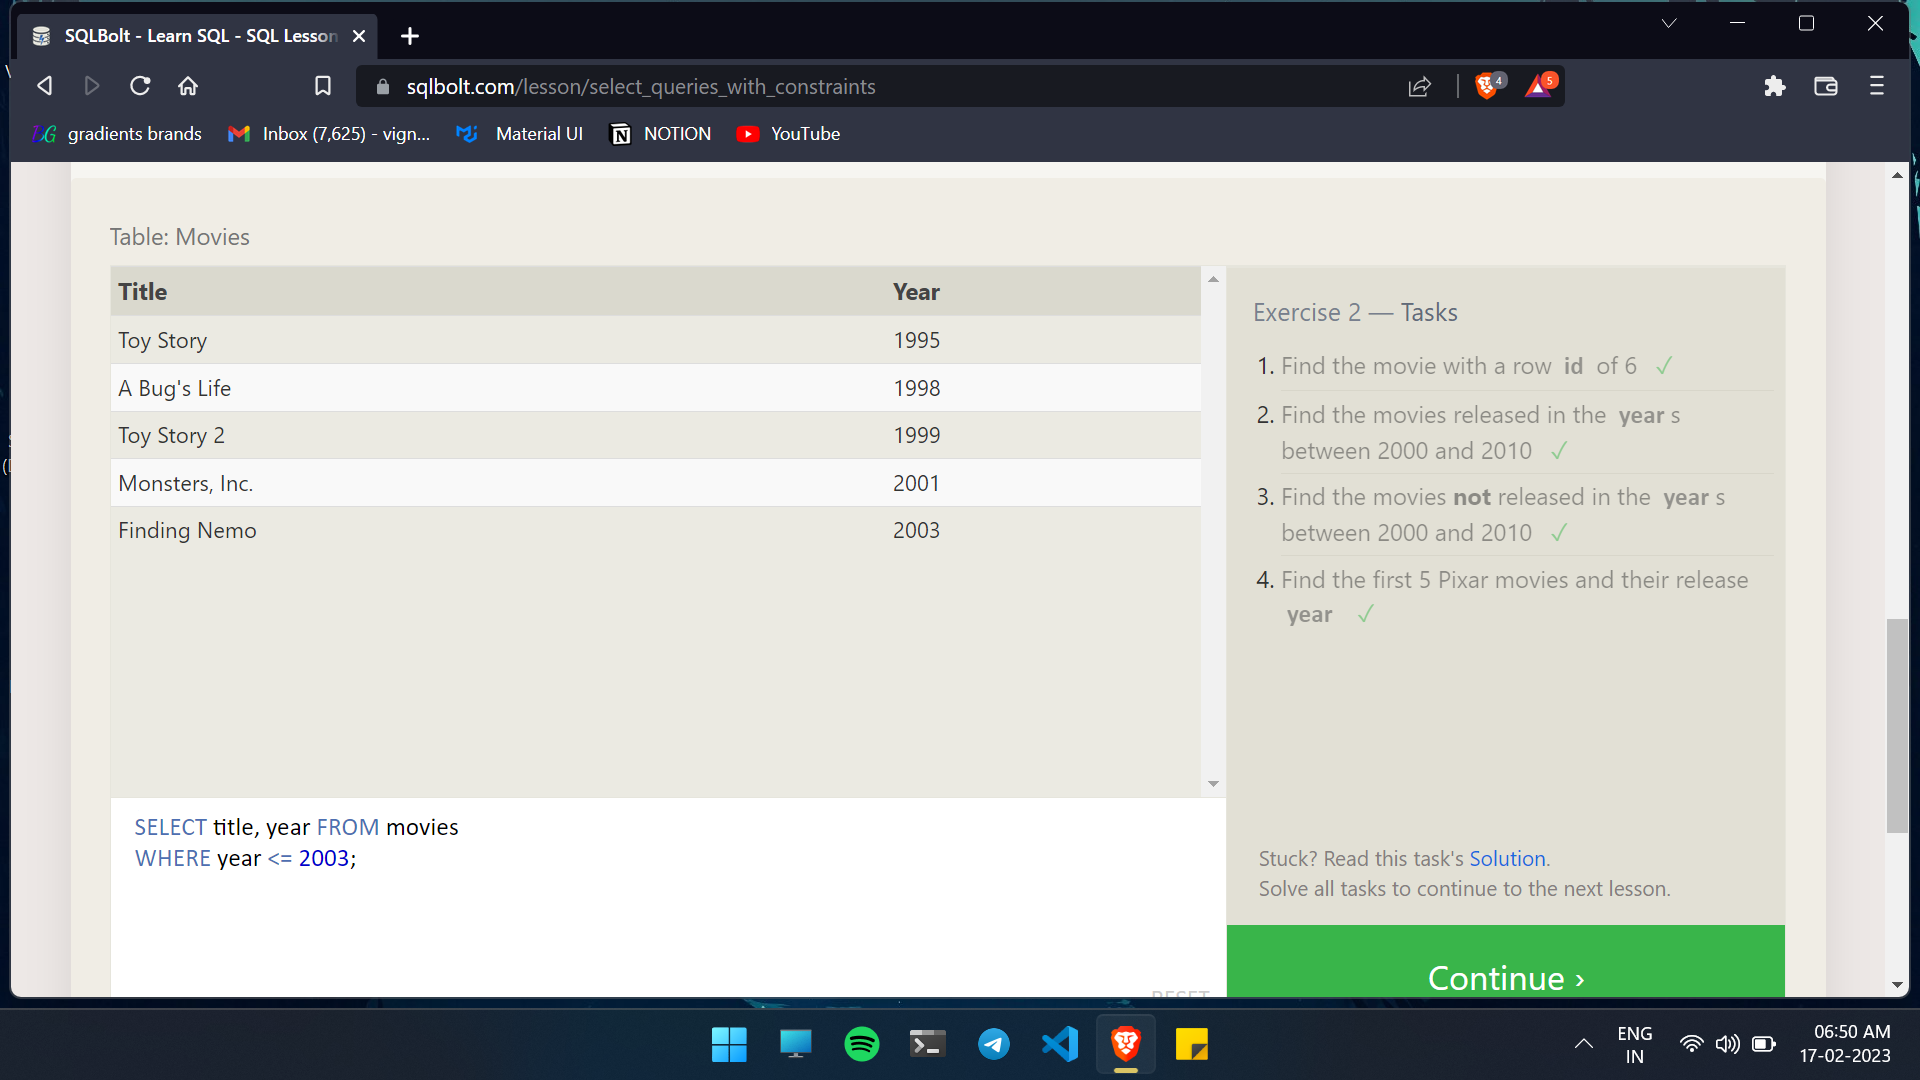 SQLBolt - Learn SQL - SQL Lesson
sqlbolt.com/lesson/select_queries_with_constraints
4
5
BG gradients brands
Inbox (7,625) - vign...
Material UI
NOTION
YouTube
Table: Movies
Title Year
Toy Story 1995
A Bug's Life 1998
Toy Story 2 1999
Monsters, Inc. 2001
Finding Nemo 2003
SELECT title, year FROM movies
WHERE year <= 2003;
RESET
Exercise 2 — Tasks
1. Find the movie with a row id of 6 ✓
2. Find the movies released in the year s
between 2000 and 2010 ✓
3. Find the movies not released in the year s
between 2000 and 2010 ✓
4. Find the first 5 Pixar movies and their release
year ✓
Stuck? Read this task's Solution.
Solve all tasks to continue to the next lesson.
Continue ›
ENG
IN
06:50 AM
17-02-2023